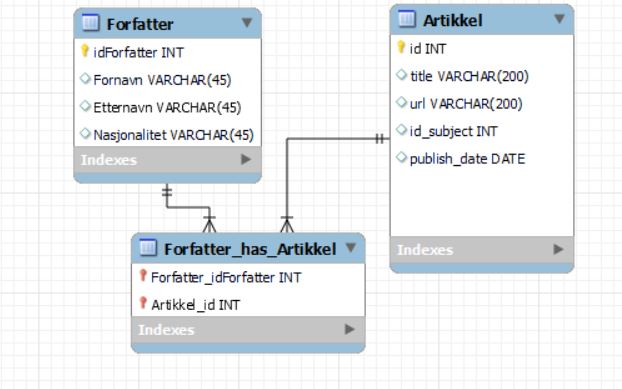 Forfatter
idForfatter INT
Fornavn VARCHAR(45)
Etternavn VARCHAR(45)
Nasjonalitet VARCHAR(45)
Indexes
Artikkel
id INT
title VARCHAR(200)
url VARCHAR(200)
id_subject INT
publish_date DATE
Indexes
Forfatter_has_Artikkel
Forfatter_idForfatter INT
Artikkel_id INT
Indexes